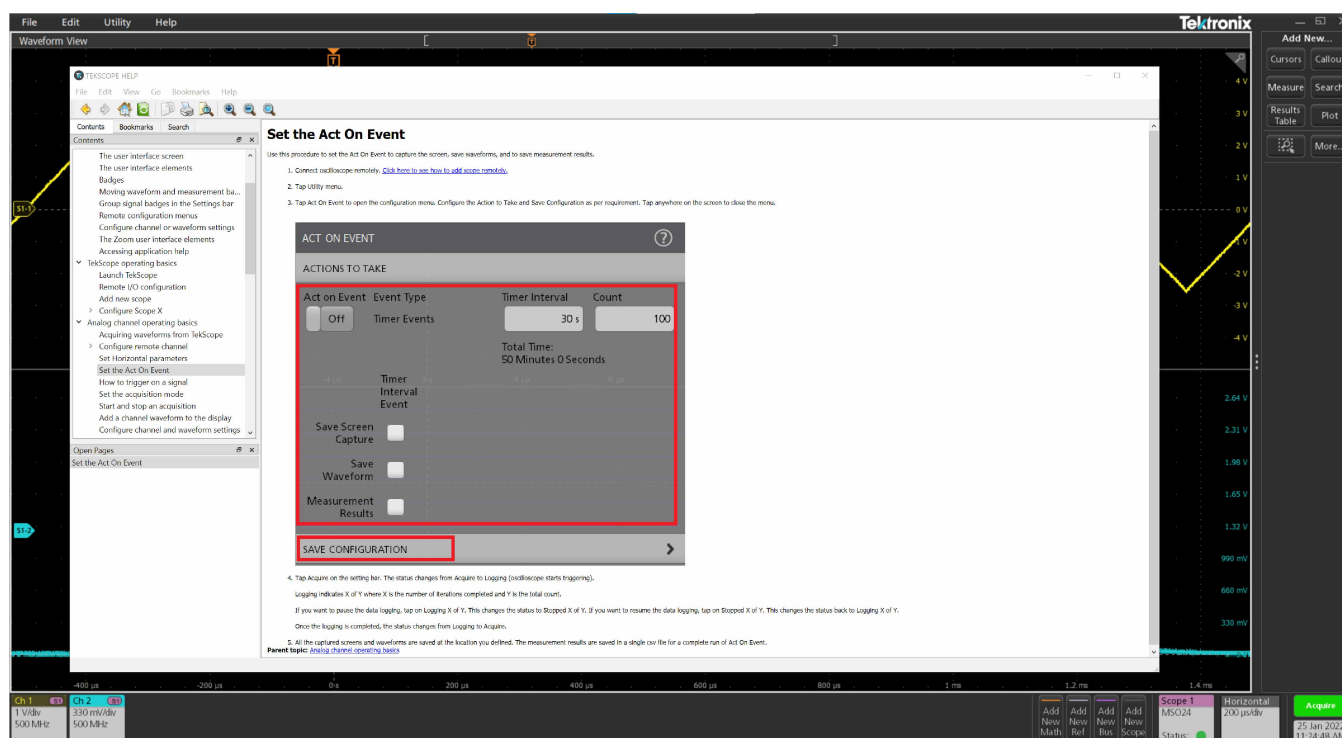 File Edit Utility Help
Tektronix
Waveform View
Add New...
Cursors
Measure Search
Results Table
Plot
More...
T
T
TEKSCOPE HELP
File Edit View Go Bookmarks Help
Contents Bookmarks Search
Contents
The user interface screen
The user interface elements
Badges
Moving waveform and measurement ba...
Group signal badges in the Settings bar
Remote configuration menus
Configure channel or waveform settings
The Zoom user interface elements
Accessing application help
TekScope operating basics
Launch TekScope
Remote I/O configuration
Add new scope
Configure Scope X
Analog channel operating basics
Acquiring waveforms from TekScope
Configure remote channel
Set Horizontal parameters
Set the Act On Event
How to trigger on a signal
Set the acquisition mode
Start and stop an acquisition
Add a channel waveform to the display
Configure channel and waveform settings
Open Pages
Set the Act On Event
Set the Act On Event
Use this procedure to set the Act On Event to capture the screen, save waveforms, and to save measurement results.
1. Connect oscilloscope remotely. Click here to see how to add scope remotely.
2. Tap Utility menu.
3. Tap Act On Event to open the configuration menu. Configure the Action to Take and Save Configuration as per requirement. Tap anywhere on the screen to close the menu.
ACT ON EVENT
ACTIONS TO TAKE
Act on Event Event Type Timer Interval Count
Off Timer Events 30 s 100
Total Time:
50 Minutes 0 Seconds
Timer
Interval
Event
Save Screen
Capture
Save
Waveform
Measurement
Results
SAVE CONFIGURATION
4. Tap Acquire on the setting bar. The status changes from Acquire to Logging (oscilloscope starts triggering).
Logging indicates X of Y where X is the number of iterations completed and Y is the total count.
If you want to pause the data logging, tap on Logging X of Y. This changes the status to Stopped X of Y. If you want to resume the data logging, tap on Stopped X of Y. This changes the status back to Logging X of Y.
Once the logging is completed, the status changes from Logging to Acquire.
5. All the captured screens and waveforms are saved at the location you defined. The measurement results are saved in a single csv file for a complete run of Act On Event.
Parent topic: Analog channel operating basics
S1-1
S1-2
4 V
3 V
2 V
1 V
0 V
-2 V
-3 V
-4 V
2.64 V
2.31 V
1.98 V
1.65 V
1.32 V
990 mV
660 mV
330 mV
-400 µs -200 µs 0 s 200 µs 400 µs 600 µs 800 µs 1 ms 1.2 ms 1.4 ms
Ch 1 S1
1 V/div
500 MHz
Ch 2 S1
330 mV/div
500 MHz
Add New Math
Add New Ref
Add New Bus
Add New Scope
Scope 1
MSO24
Status:
Horizontal
200 µs/div
Acquire
25 Jan 2022
11:24:48 AM